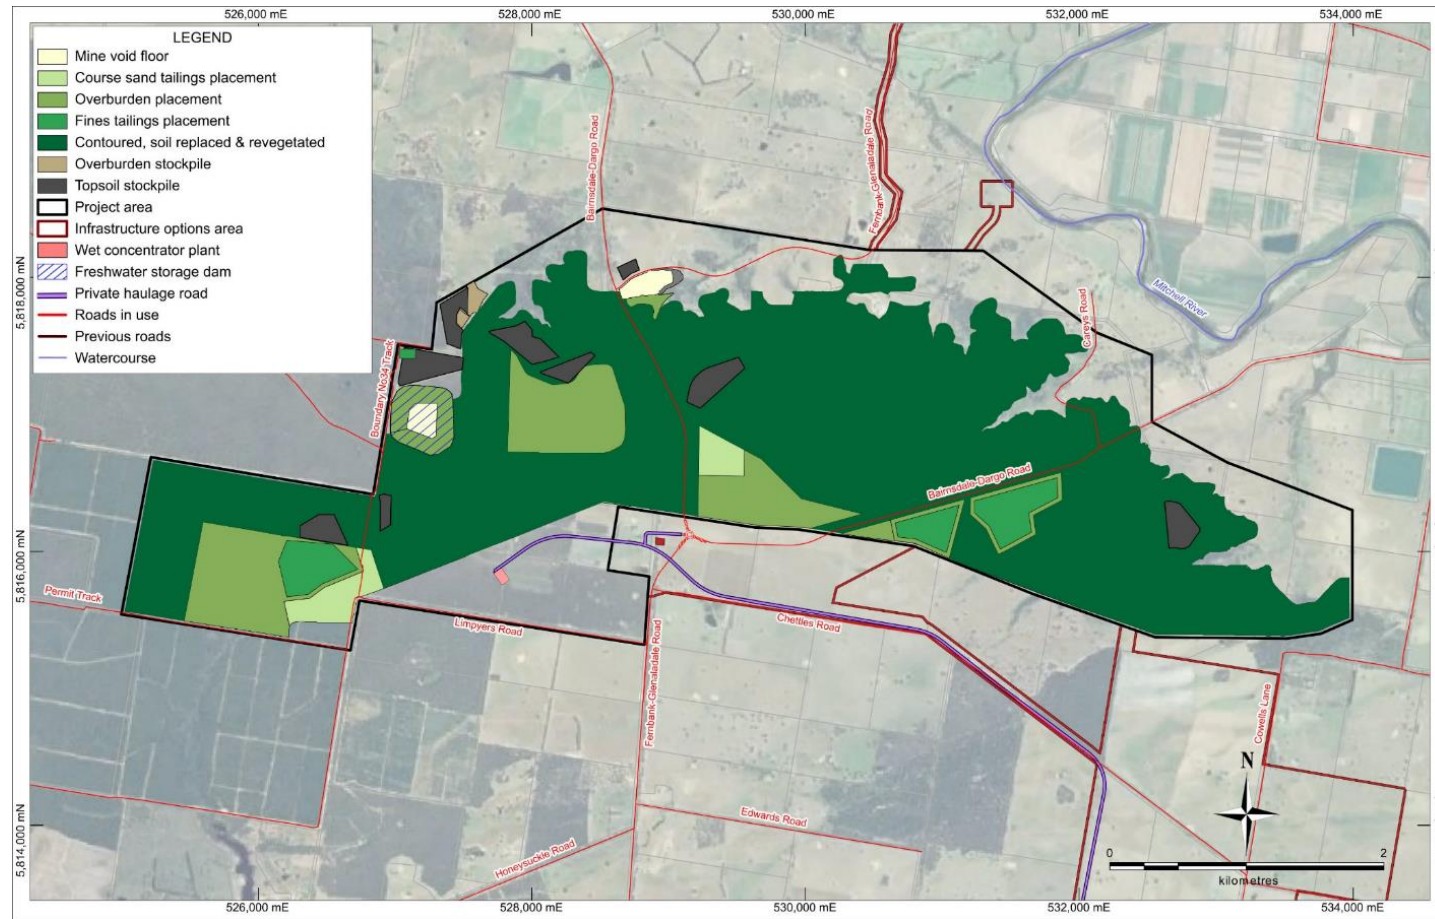 526,000 mE
528,000 mE
530,000 mE
532,000 mE
534,000 mE
LEGEND
Mine void floor
Course sand tailings placement
Overburden placement
Fines tailings placement
Contoured, soil replaced & revegetated
Overburden stockpile
Topsoil stockpile
Project area
Infrastructure options area
Wet concentrator plant
Freshwater storage dam
Private haulage road
Roads in use
Previous roads
Watercourse
Bairnsdale-Dargo Road
Fernbank-Glenaladale Road
Mitchell River
5,818,000 mN
Careys Road
Boundary No34 Track
Bairnsdale-Dargo Road
5,816,000 mN
Permit Track
Limpyers Road
Chettles Road
Fernbank-Glenaladale Road
Cowells Lane
N
5,814,000 mN
Edwards Road
Honeysuckle Road
0 2
kilometres
526,000 mE
528,000 mE
530,000 mE
532,000 mE
534,000 mE